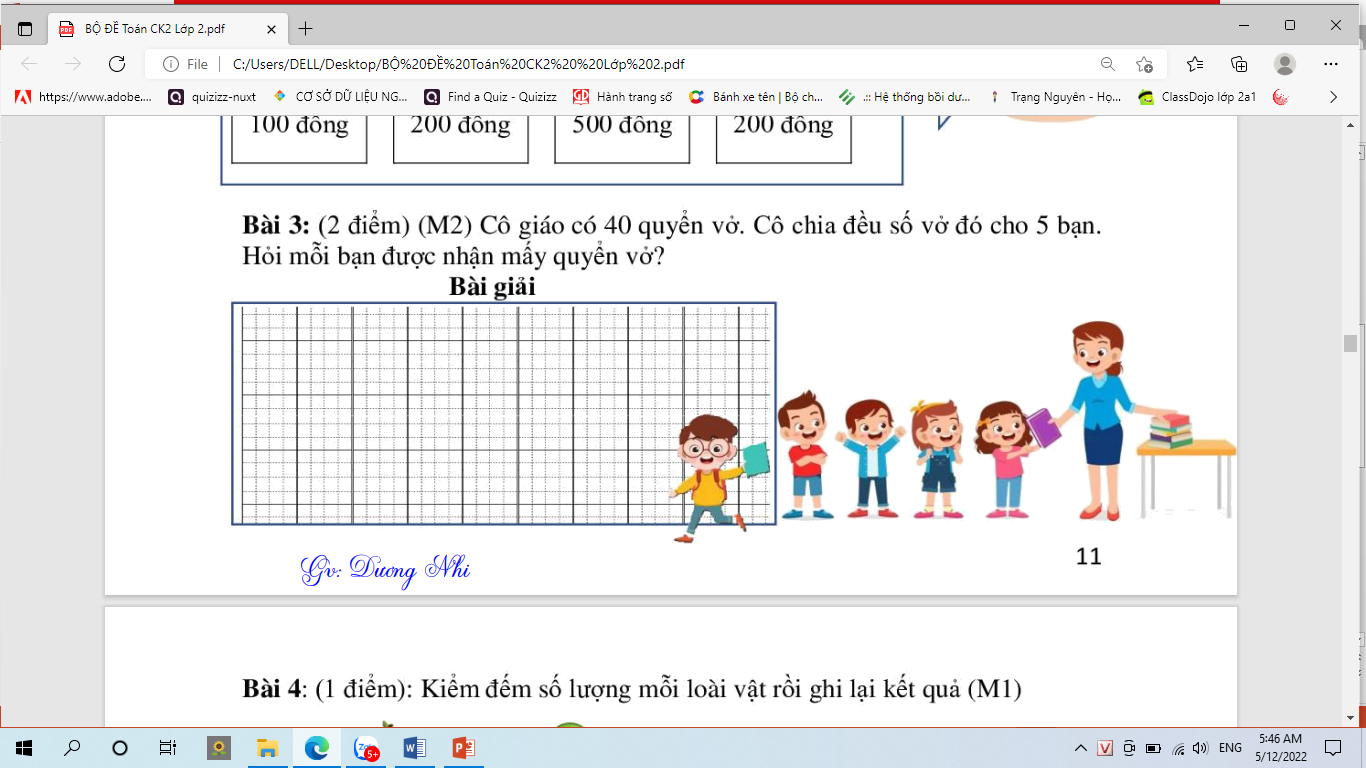 BỘ ĐỀ Toán CK2 Lớp 2.pdf
File
C:/Users/DELL/Desktop/BỘ%20ĐỀ%20Toán%20CK2%20%20Lớp%202.pdf
https://www.adobe....
quizizz-nuxt
CƠ SỞ DỮ LIỆU NG...
Find a Quiz - Quizizz
Hành trang số
Bánh xe tên | Bộ ch...
.:: Hệ thống bồi dư...
Trạng Nguyên - Họ...
ClassDojo lớp 2a1
100 đồng
200 đồng
500 đồng
200 đồng
Bài 3: (2 điểm) (M2) Cô giáo có 40 quyển vở. Cô chia đều số vở đó cho 5 bạn.
Hỏi mỗi bạn được nhận mấy quyển vở?
Bài giải
Gv: Dương Nhi
11
Bài 4: (1 điểm): Kiểm đếm số lượng mỗi loài vật rồi ghi lại kết quả (M1)
Zalo
5+
ENG
5:46 AM
5/12/2022